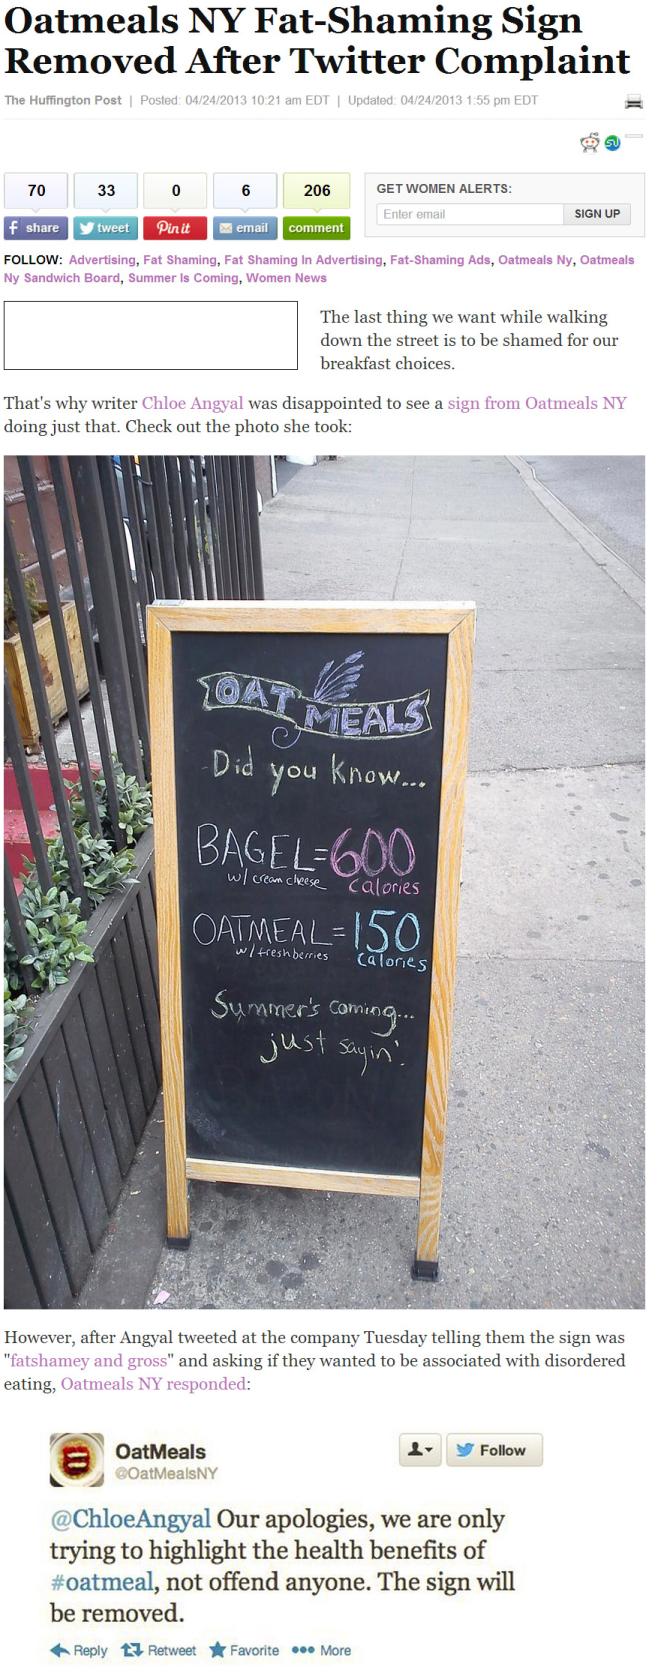 Oatmeals NY Fat-Shaming Sign
Removed After Twitter Complaint
The Huffington Post | Posted: 04/24/2013 10:21 am EDT | Updated: 04/24/2013 1:55 pm EDT
70 33 0 6 206
share tweet Pin it email comment
GET WOMEN ALERTS:
Enter email SIGN UP
FOLLOW: Advertising, Fat Shaming, Fat Shaming In Advertising, Fat-Shaming Ads, Oatmeals Ny, Oatmeals
Ny Sandwich Board, Summer Is Coming, Women News
The last thing we want while walking
down the street is to be shamed for our
breakfast choices.
That's why writer Chloe Angyal was disappointed to see a sign from Oatmeals NY
doing just that. Check out the photo she took:
OAT MEALS
Did you know...
BAGEL=600
w/ cream cheese calories
OATMEAL=150
w/ fresh berries calories
Summer's coming...
just sayin'.
However, after Angyal tweeted at the company Tuesday telling them the sign was
"fatshamey and gross" and asking if they wanted to be associated with disordered
eating, Oatmeals NY responded:
OatMeals
@OatMealsNY
Follow
@ChloeAngyal Our apologies, we are only
trying to highlight the health benefits of
#oatmeal, not offend anyone. The sign will
be removed.
Reply Retweet Favorite More